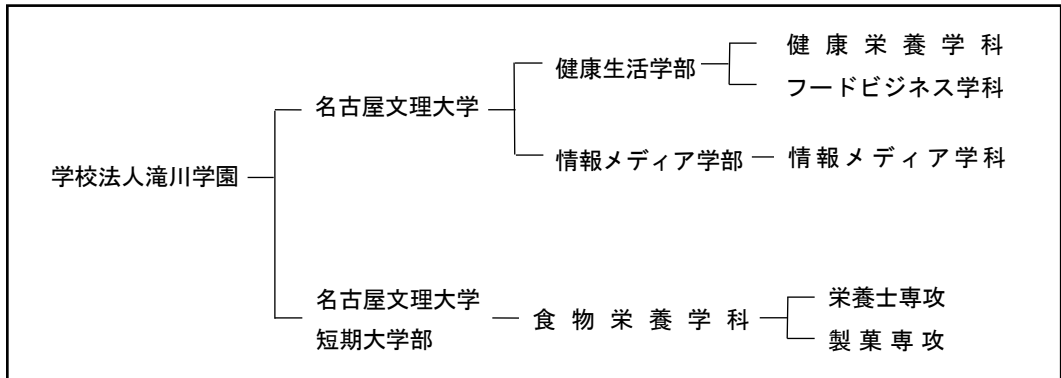 学校法人滝川学園
名古屋文理大学
健康生活学部
健康栄養学科
フードビジネス学科
情報メディア学部
情報メディア学科
名古屋文理大学
短期大学部
食物栄養学科
栄養士専攻
製菓専攻